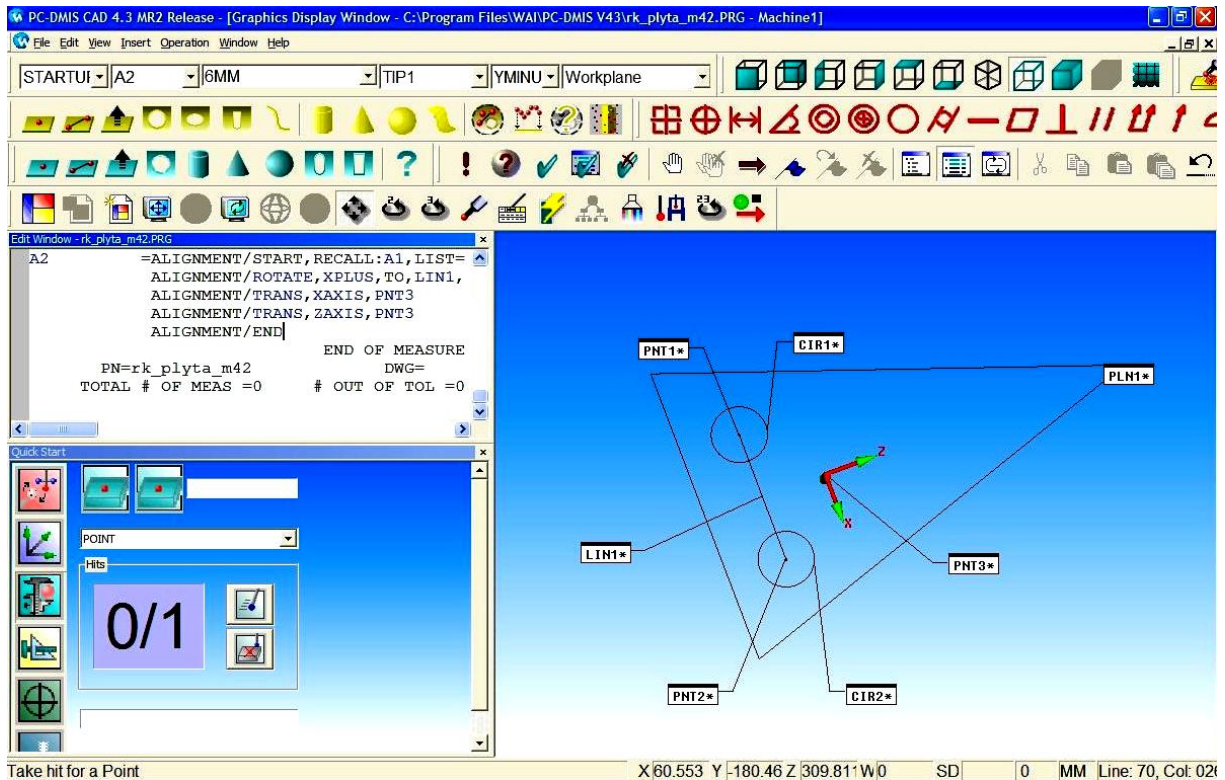 PC-DMIS CAD 4.3 MR2 Release - [Graphics Display Window - C:\Program Files\WAI\PC-DMIS V43\rk_plyta_m42.PRG - Machine1]
File Edit View Insert Operation Window Help
STARTUF A2 6MM TIP1 YMINU Workplane
Edit Window - rk_plyta_m42.PRG
A2 =ALIGNMENT/START,RECALL:A1,LIST=
ALIGNMENT/ROTATE,XPLUS,TO,LIN1,
ALIGNMENT/TRANS,XAXIS,PNT3
ALIGNMENT/TRANS,ZAXIS,PNT3
ALIGNMENT/END
END OF MEASURE
PN=rk_plyta_m42 DWG=
TOTAL # OF MEAS =0 # OUT OF TOL =0
Quick Start
POINT
Hits
0/1
PNT1*
CIR1*
PLN1*
Z
X
LIN1*
PNT3*
PNT2*
CIR2*
Take hit for a Point X 60.553 Y -180.46 Z 309.811 W 0 SD 0 MM Line: 70, Col: 026